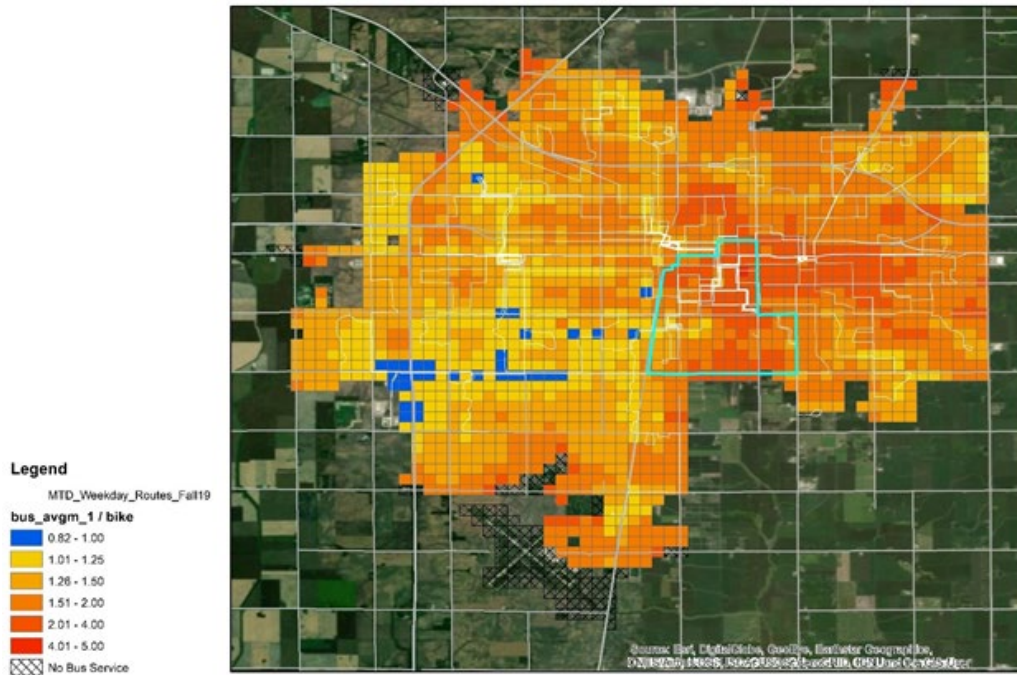 Legend
MTD_Weekday_Routes_Fall19
bus_avgm_1 / bike
0.82 - 1.00
1.01 - 1.25
1.26 - 1.50
1.51 - 2.00
2.01 - 4.00
4.01 - 5.00
No Bus Service
Source: Esri, DigitalGlobe, GeoEye, Earthstar Geographics,